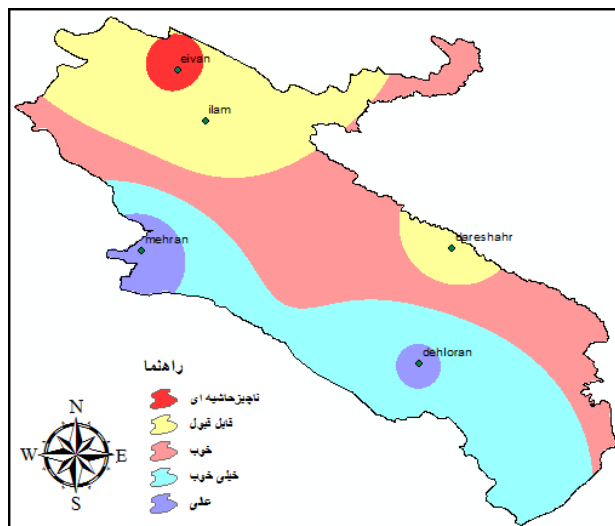 eivan
ilam
mehran
dareshahr
dehloran
راهنما
ناچیزحاشیه ای
قابل قبول
خوب
خیلی خوب
عالی
N
W E
S